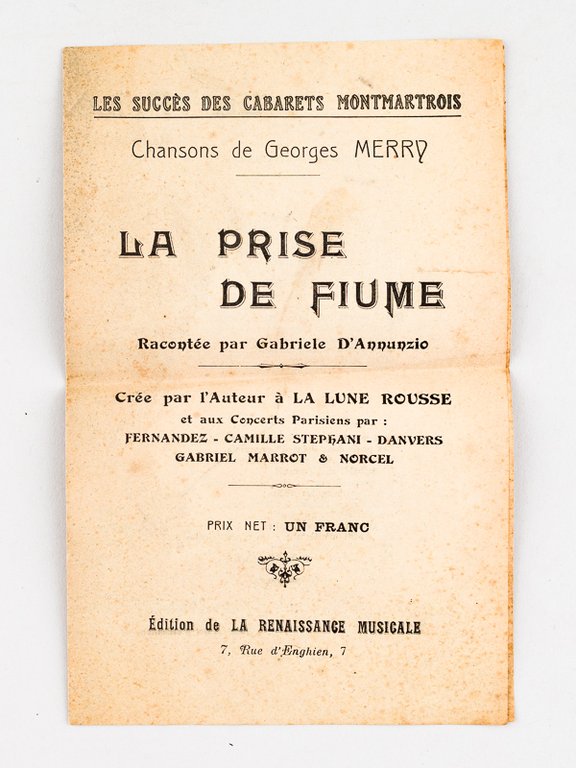 LES SUCCÈS DES CABARETS MONTMARTROIS
Chansons de Georges MERRY
LA PRISE
DE FIUME
Racontée par Gabriele D'Annunzio
Crée par l'Auteur à LA LUNE ROUSSE
et aux Concerts Parisiens par :
FERNANDEZ - CAMILLE STEPHANI - DANVERS
GABRIEL MARROT & NORCEL
PRIX NET : UN FRANC
Édition de LA RENAISSANCE MUSICALE
7, Rue d'Enghien, 7